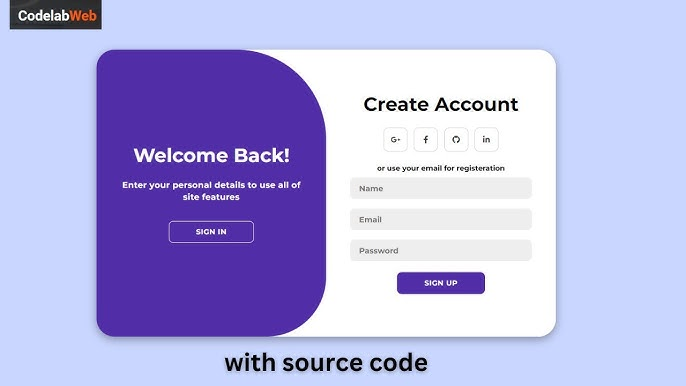 CodelabWeb
Welcome Back!
Enter your personal details to use all of
site features
SIGN IN
Create Account
G+
f
in
or use your email for registeration
Name
Email
Password
SIGN UP
with source code